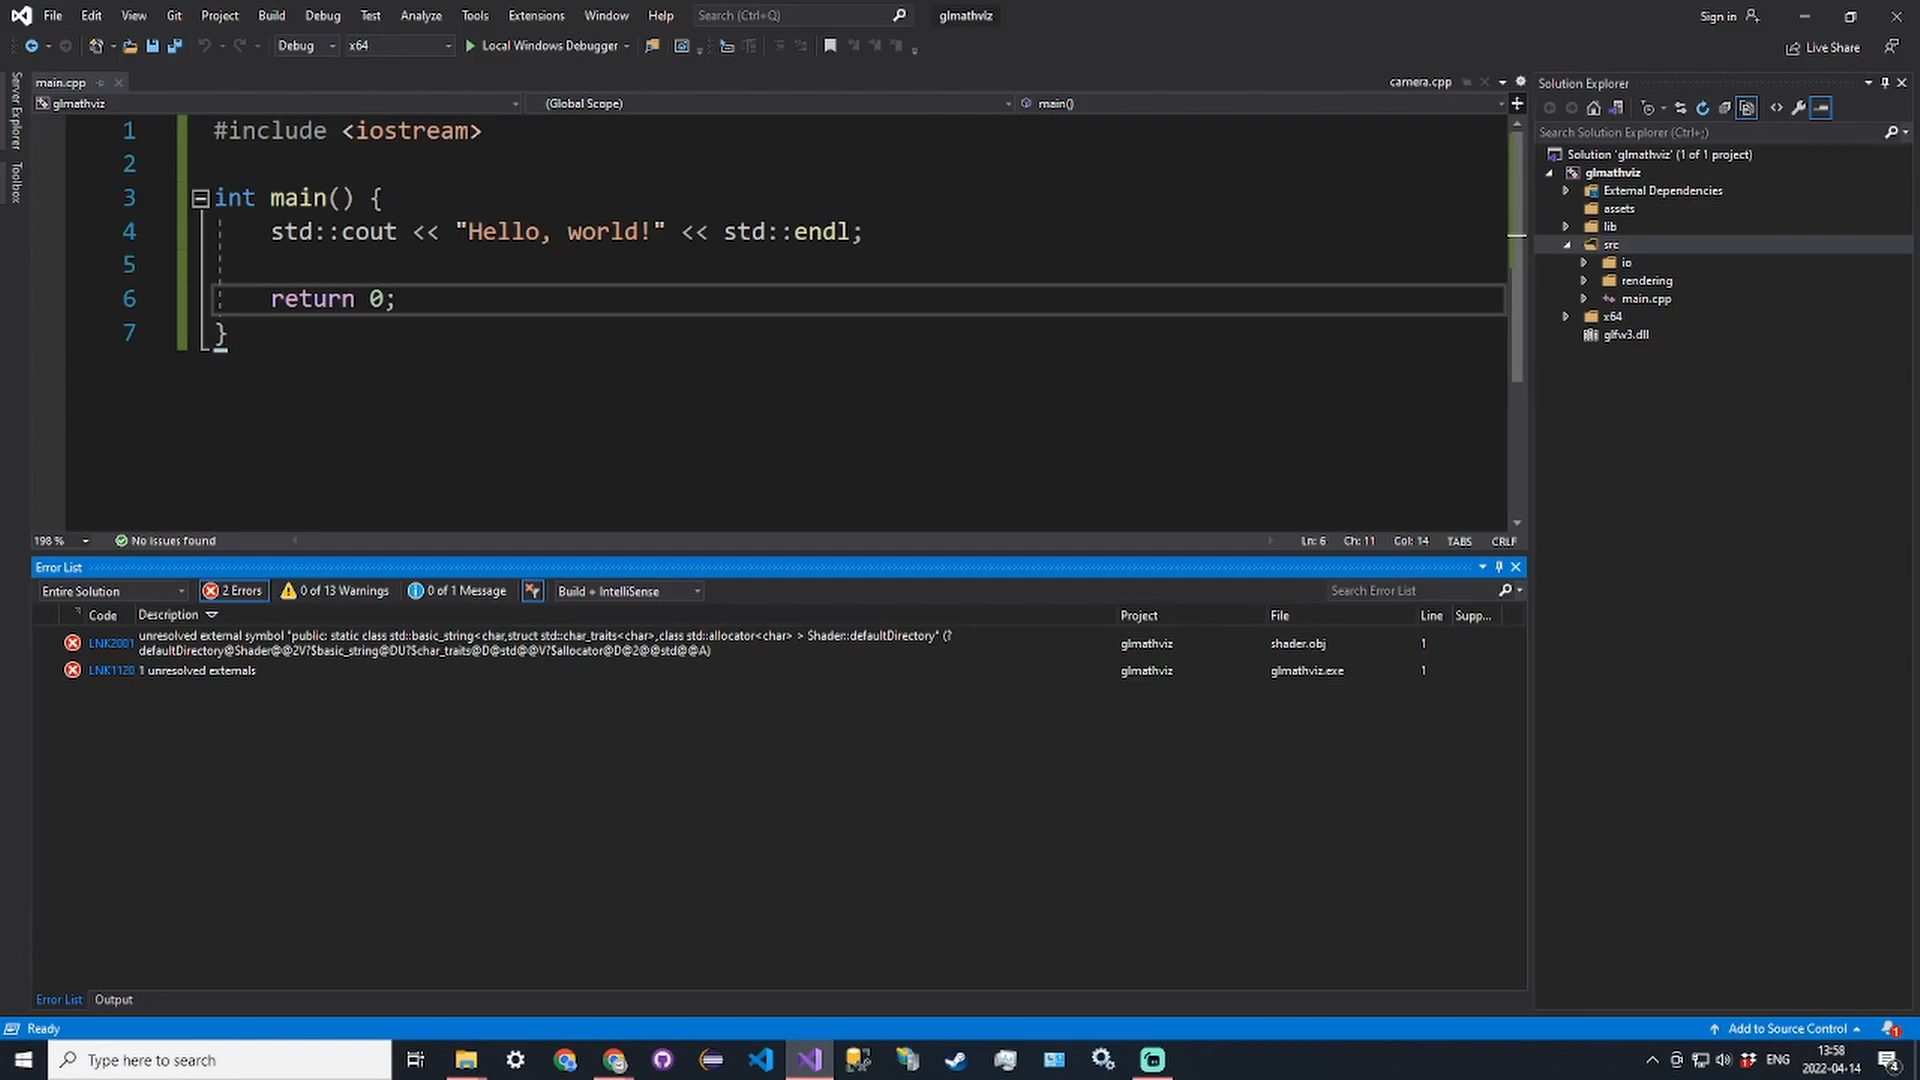 File Edit View Git Project Build Debug Test Analyze Tools Extensions Window Help Search (Ctrl+Q) glmathviz Sign in
Debug x64 Local Windows Debugger Live Share
Server Explorer
Toolbox
main.cpp camera.cpp
glmathviz (Global Scope) main()
1 #include <iostream>
2
3 int main() {
4 std::cout << "Hello, world!" << std::endl;
5
6 return 0;
7 }
198 % No issues found Ln: 6 Ch: 11 Col: 14 TABS CRLF
Solution Explorer
Search Solution Explorer (Ctrl+;)
Solution 'glmathviz' (1 of 1 project)
glmathviz
External Dependencies
assets
lib
src
io
rendering
main.cpp
x64
glfw3.dll
Error List
Entire Solution 2 Errors 0 of 13 Warnings 0 of 1 Message Build + IntelliSense Search Error List
Code Description Project File Line Supp...
LNK2001 unresolved external symbol "public: static class std::basic_string<char,struct std::char_traits<char>,class std::allocator<char> > Shader::defaultDirectory" (?
defaultDirectory@Shader@@2V?$basic_string@DU?$char_traits@D@std@@V?$allocator@D@2@@std@@A) glmathviz shader.obj 1
LNK1120 1 unresolved externals glmathviz glmathviz.exe 1
Error List Output
Ready Add to Source Control 1
Type here to search ENG 13:58
2022-04-14 4